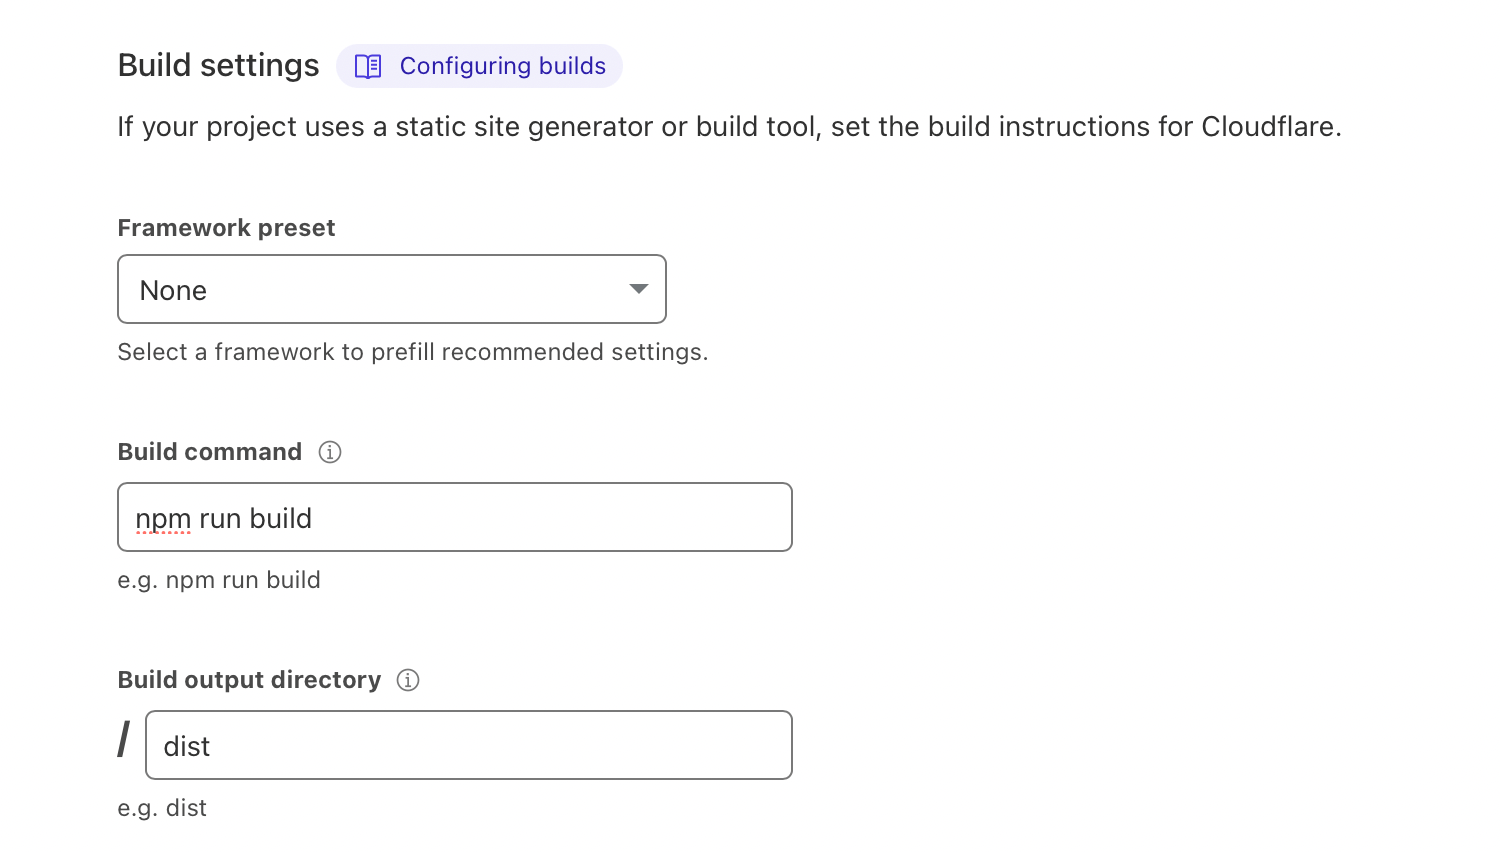 Build settings
Configuring builds
If your project uses a static site generator or build tool, set the build instructions for Cloudflare.
Framework preset
None
Select a framework to prefill recommended settings.
Build command
npm run build
e.g. npm run build
Build output directory
/ dist
e.g. dist